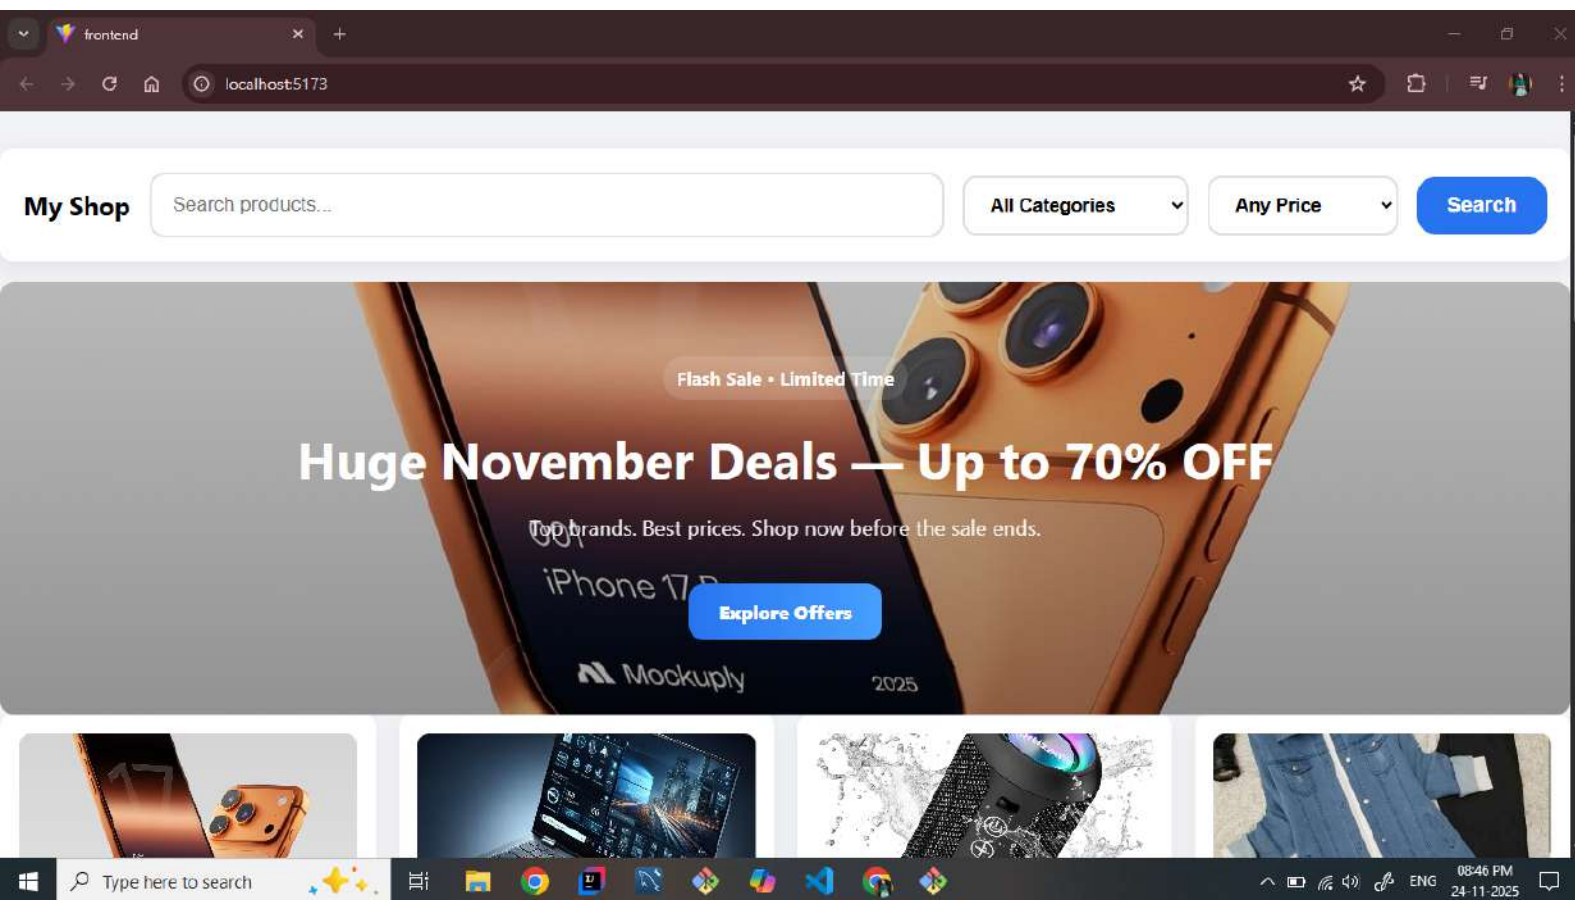 frontend
localhost:5173
My Shop
Search products...
All Categories
Any Price
Search
Flash Sale • Limited Time
Huge November Deals — Up to 70% OFF
Top brands. Best prices. Shop now before the sale ends.
001
iPhone 17 P
Explore Offers
Mockuply
2025
17
Type here to search
ENG
08:46 PM
24-11-2025